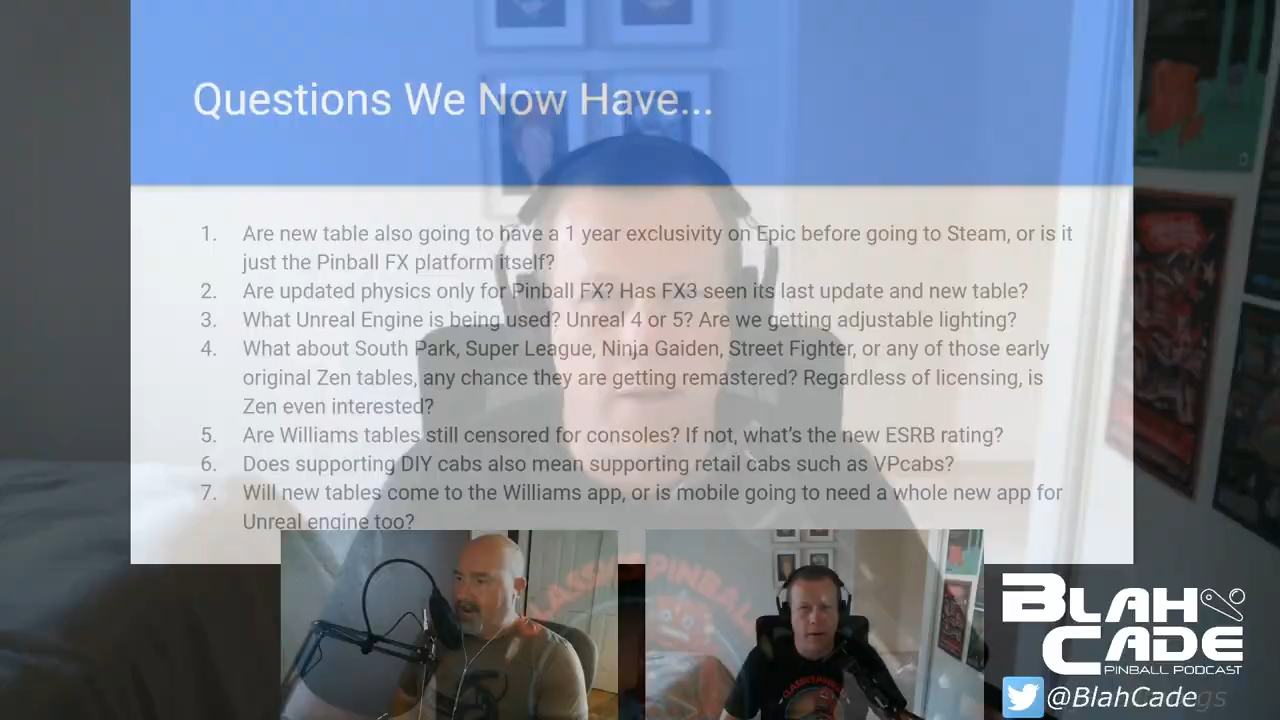 Questions We Now Have...
1. Are new table also going to have a 1 year exclusivity on Epic before going to Steam, or is it
just the Pinball FX platform itself?
2. Are updated physics only for Pinball FX? Has FX3 seen its last update and new table?
3. What Unreal Engine is being used? Unreal 4 or 5? Are we getting adjustable lighting?
4. What about South Park, Super League, Ninja Gaiden, Street Fighter, or any of those early
original Zen tables, any chance they are getting remastered? Regardless of licensing, is
Zen even interested?
5. Are Williams tables still censored for consoles? If not, what's the new ESRB rating?
6. Does supporting DIY cabs also mean supporting retail cabs such as VPcabs?
7. Will new tables come to the Williams app, or is mobile going to need a whole new app for
Unreal engine too?
BLAH
CADE
PINBALL PODCAST
@BlahCade